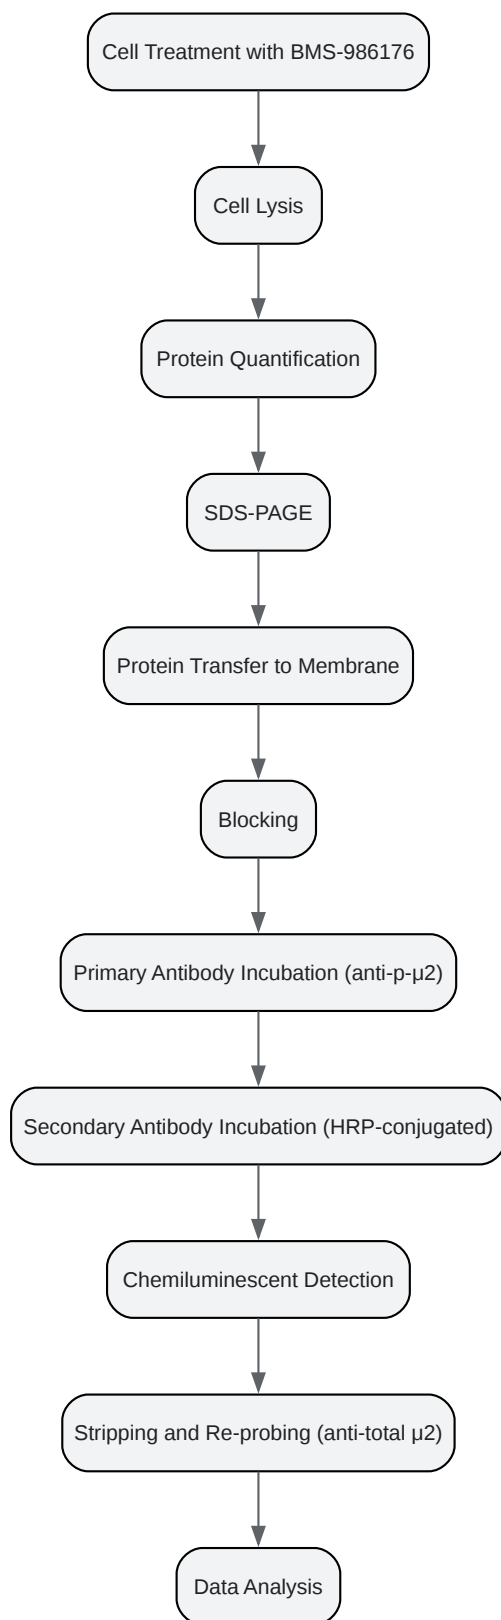 Cell Treatment with BMS-986176
Cell Lysis
Protein Quantification
SDS-PAGE
Protein Transfer to Membrane
Blocking
Primary Antibody Incubation (anti-p-μ2)
Secondary Antibody Incubation (HRP-conjugated)
Chemiluminescent Detection
Stripping and Re-probing (anti-total μ2)
Data Analysis